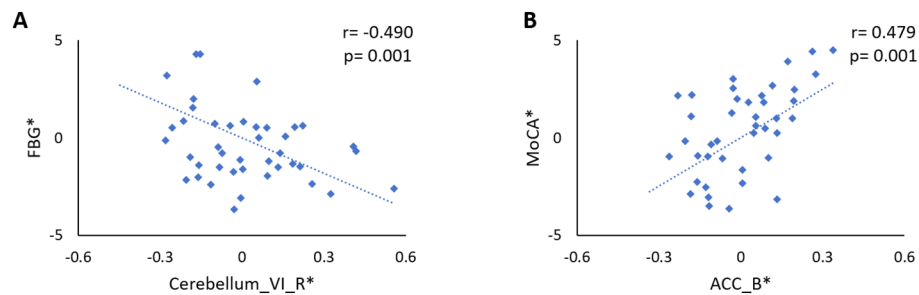 A
B
r= -0.490
p= 0.001
5
0
-5
FBG*
-0.6
-0.3
0
0.3
0.6
Cerebellum_VI_R*
r= 0.479
p= 0.001
5
0
-5
MoCA*
-0.6
-0.3
0
0.3
0.6
ACC_B*